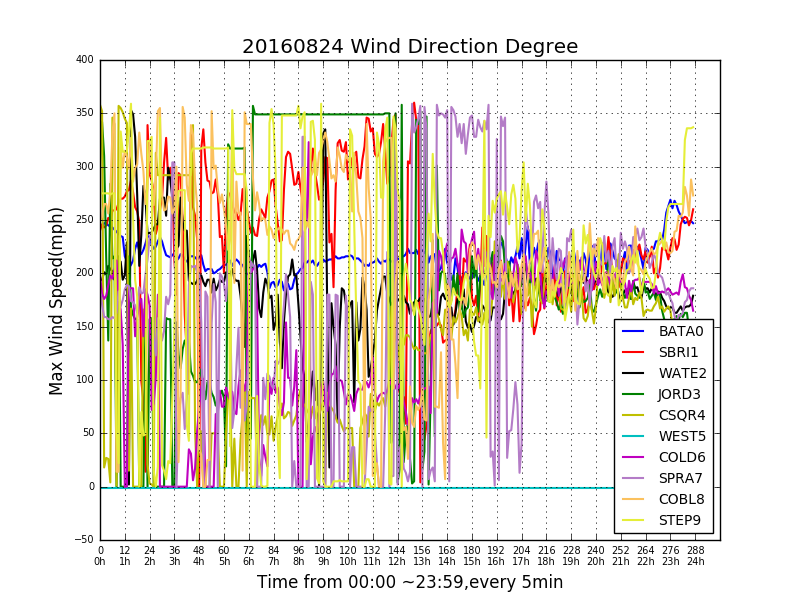 20160824 Wind Direction Degree
400
350
300
250
200
150
100
50
0
−50
Max Wind Speed(mph)
BATA0
SBRI1
WATE2
JORD3
CSQR4
WEST5
COLD6
SPRA7
COBL8
STEP9
0 12 24 36 48 60 72 84 96 108 120 132 144 156 168 180 192 204 216 228 240 252 264 276 288
0h 1h 2h 3h 4h 5h 6h 7h 8h 9h 10h 11h 12h 13h 14h 15h 16h 17h 18h 19h 20h 21h 22h 23h 24h
Time from 00:00 ~23:59,every 5min